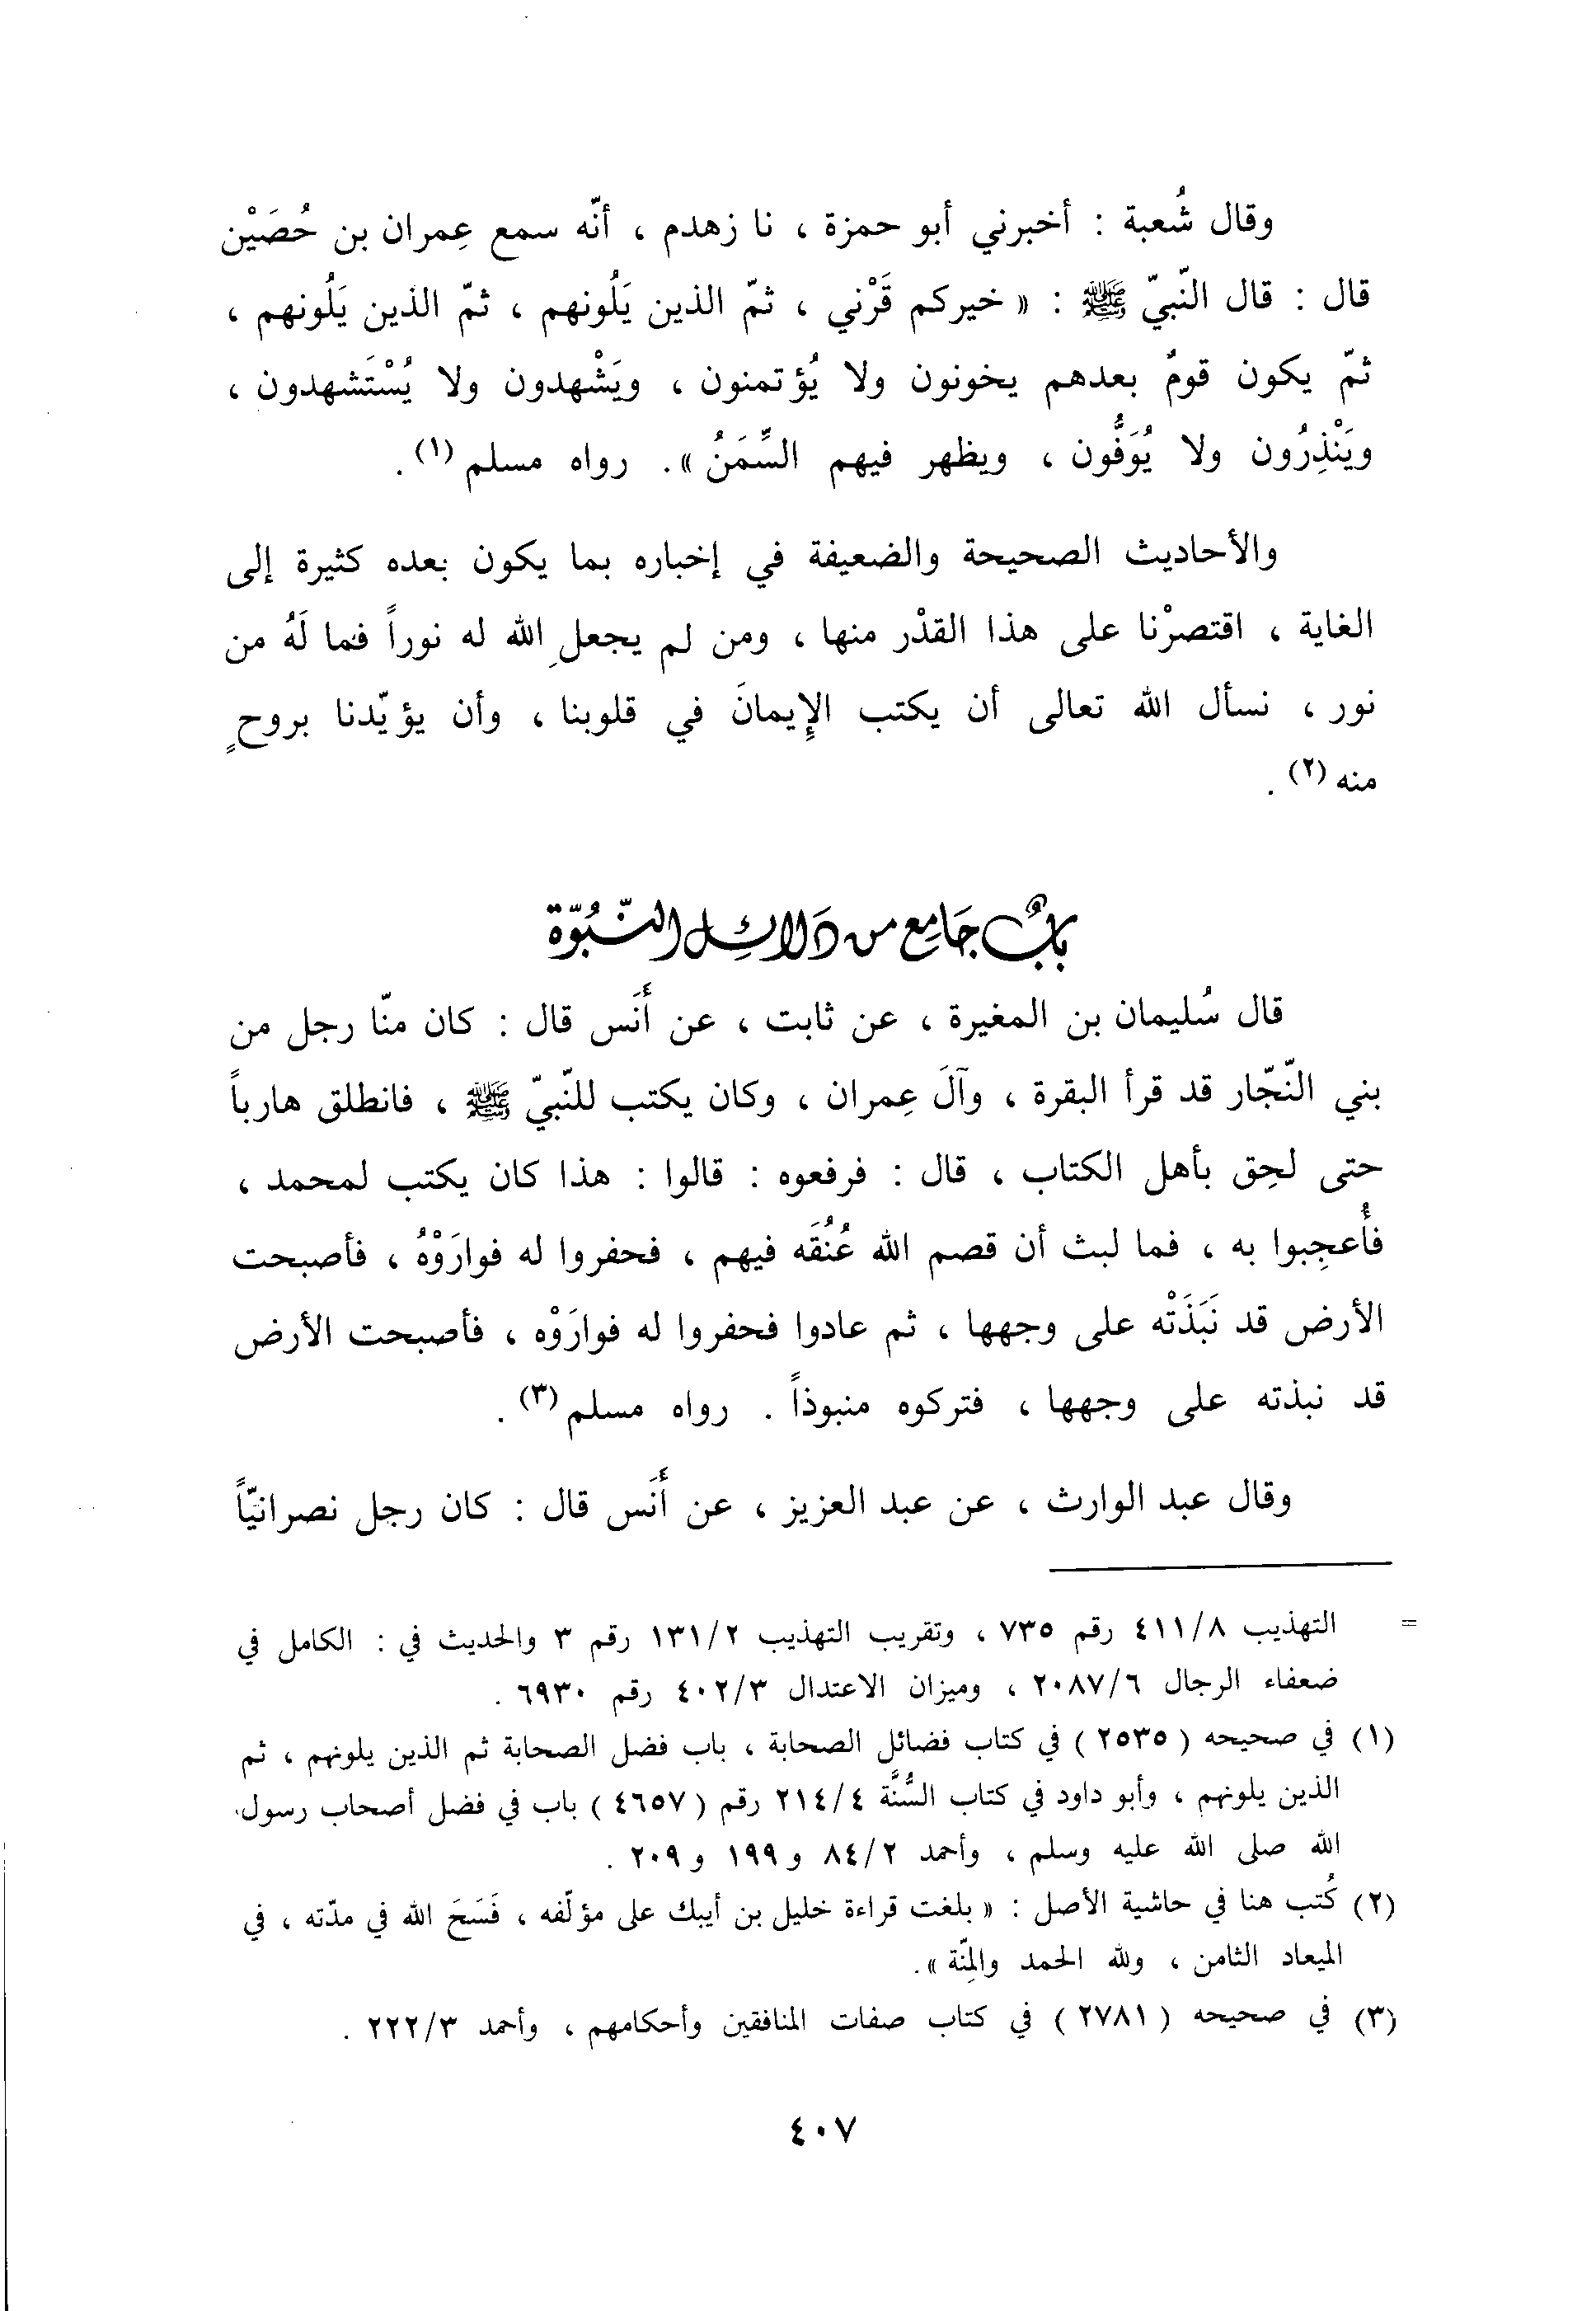 وقال شُعبة : أخبرني أبو حمزة ، نا زهدم ، أنّه سمع عِمران بن حُصَيْن
قال : قال النّبيّ ﷺ : « خيركم قَرْني ، ثمّ الذين يَلُونهم ، ثمّ الذين يَلُونهم ،
ثمّ يكون قومٌ بعدهم يخونون ولا يُؤتمنون ، ويَشْهدون ولا يُسْتَشهدون ،
ويَنْذِرُون ولا يُوَفُّون ، ويظهر فيهم السِّمَنُ ». رواه مسلم (١) .
والأحاديث الصحيحة والضعيفة في إخباره بما يكون بعده كثيرة إلى
الغاية ، اقتصرْنا على هذا القدْر منها ، ومن لم يجعلِ الله له نوراً فما لَهُ من
نور ، نسأل الله تعالى أن يكتب الإِيمانَ في قلوبنا ، وأن يؤيّدنا بروحٍ
منه (٢) .
بابٌ جَامِع من دَلائِل النّبُوّة
قال سُليمان بن المغيرة ، عن ثابت ، عن أَنَس قال : كان منّا رجل من
بني النّجّار قد قرأ البقرة ، وآلَ عِمران ، وكان يكتب للنّبيّ ﷺ ، فانطلق هارباً
حتى لحِق بأهل الكتاب ، قال : فرفعوه : قالوا : هذا كان يكتب لمحمد ،
فأُعجِبوا به ، فما لبث أن قصم الله عُنُقَه فيهم ، فحفروا له فوارَوْهُ ، فأصبحت
الأرض قد نَبَذَتْه على وجهها ، ثم عادوا فحفروا له فوارَوْه ، فأصبحت الأرض
قد نبذته على وجهها ، فتركوه منبوذاً . رواه مسلم (٣) .
وقال عبد الوارث ، عن عبد العزيز ، عن أَنَس قال : كان رجل نصرانيّاً
= التهذيب ٤١١/٨ رقم ٧٣٥ ، وتقريب التهذيب ١٣١/٢ رقم ٣ والحديث في : الكامل في
ضعفاء الرجال ٢٠٨٧/٦ ، وميزان الاعتدال ٤٠٢/٣ رقم ٦٩٣٠ .
(١) في صحيحه ( ٢٥٣٥ ) في كتاب فضائل الصحابة ، باب فضل الصحابة ثم الذين يلونهم ، ثم
الذين يلونهم ، وأبو داود في كتاب السُّنَّة ٢١٤/٤ رقم ( ٤٦٥٧ ) باب في فضل أصحاب رسول
الله صلى الله عليه وسلم ، وأحمد ٨٤/٢ و ١٩٩ و ٢٠٩ .
(٢) كُتب هنا في حاشية الأصل : « بلغت قراءة خليل بن أيبك على مؤلّفه ، فَسَحَ الله في مدّته ، في
الميعاد الثامن ، ولله الحمد والمِنّة ».
(٣) في صحيحه ( ٢٧٨١ ) في كتاب صفات المنافقين وأحكامهم ، وأحمد ٢٢٢/٣ .
٤٠٧